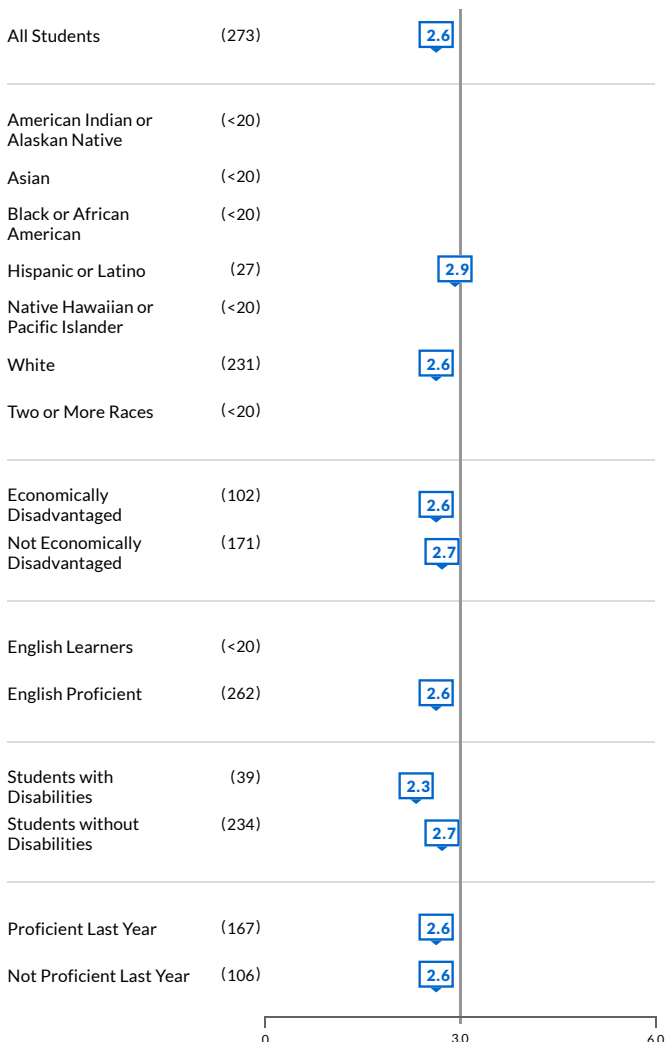 All Students (273) 2.6
American Indian or (<20)
Alaskan Native
Asian (<20)
Black or African (<20)
American
Hispanic or Latino (27) 2.9
Native Hawaiian or (<20)
Pacific Islander
White (231) 2.6
Two or More Races (<20)
Economically (102) 2.6
Disadvantaged
Not Economically (171) 2.7
Disadvantaged
English Learners (<20)
English Proficient (262) 2.6
Students with (39) 2.3
Disabilities
Students without (234) 2.7
Disabilities
Proficient Last Year (167) 2.6
Not Proficient Last Year (106) 2.6
0 3.0 6.0